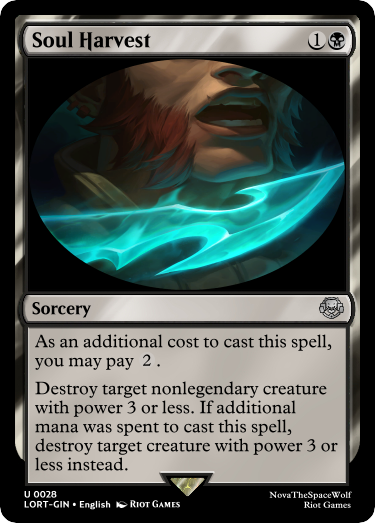 Soul Harvest 1
Sorcery
As an additional cost to cast this spell,
you may pay 2 .
Destroy target nonlegendary creature
with power 3 or less. If additional
mana was spent to cast this spell,
destroy target creature with power 3 or
less instead.
U 0028
LORT-GIN • English RIOT GAMES
NovaTheSpaceWolf
Riot Games